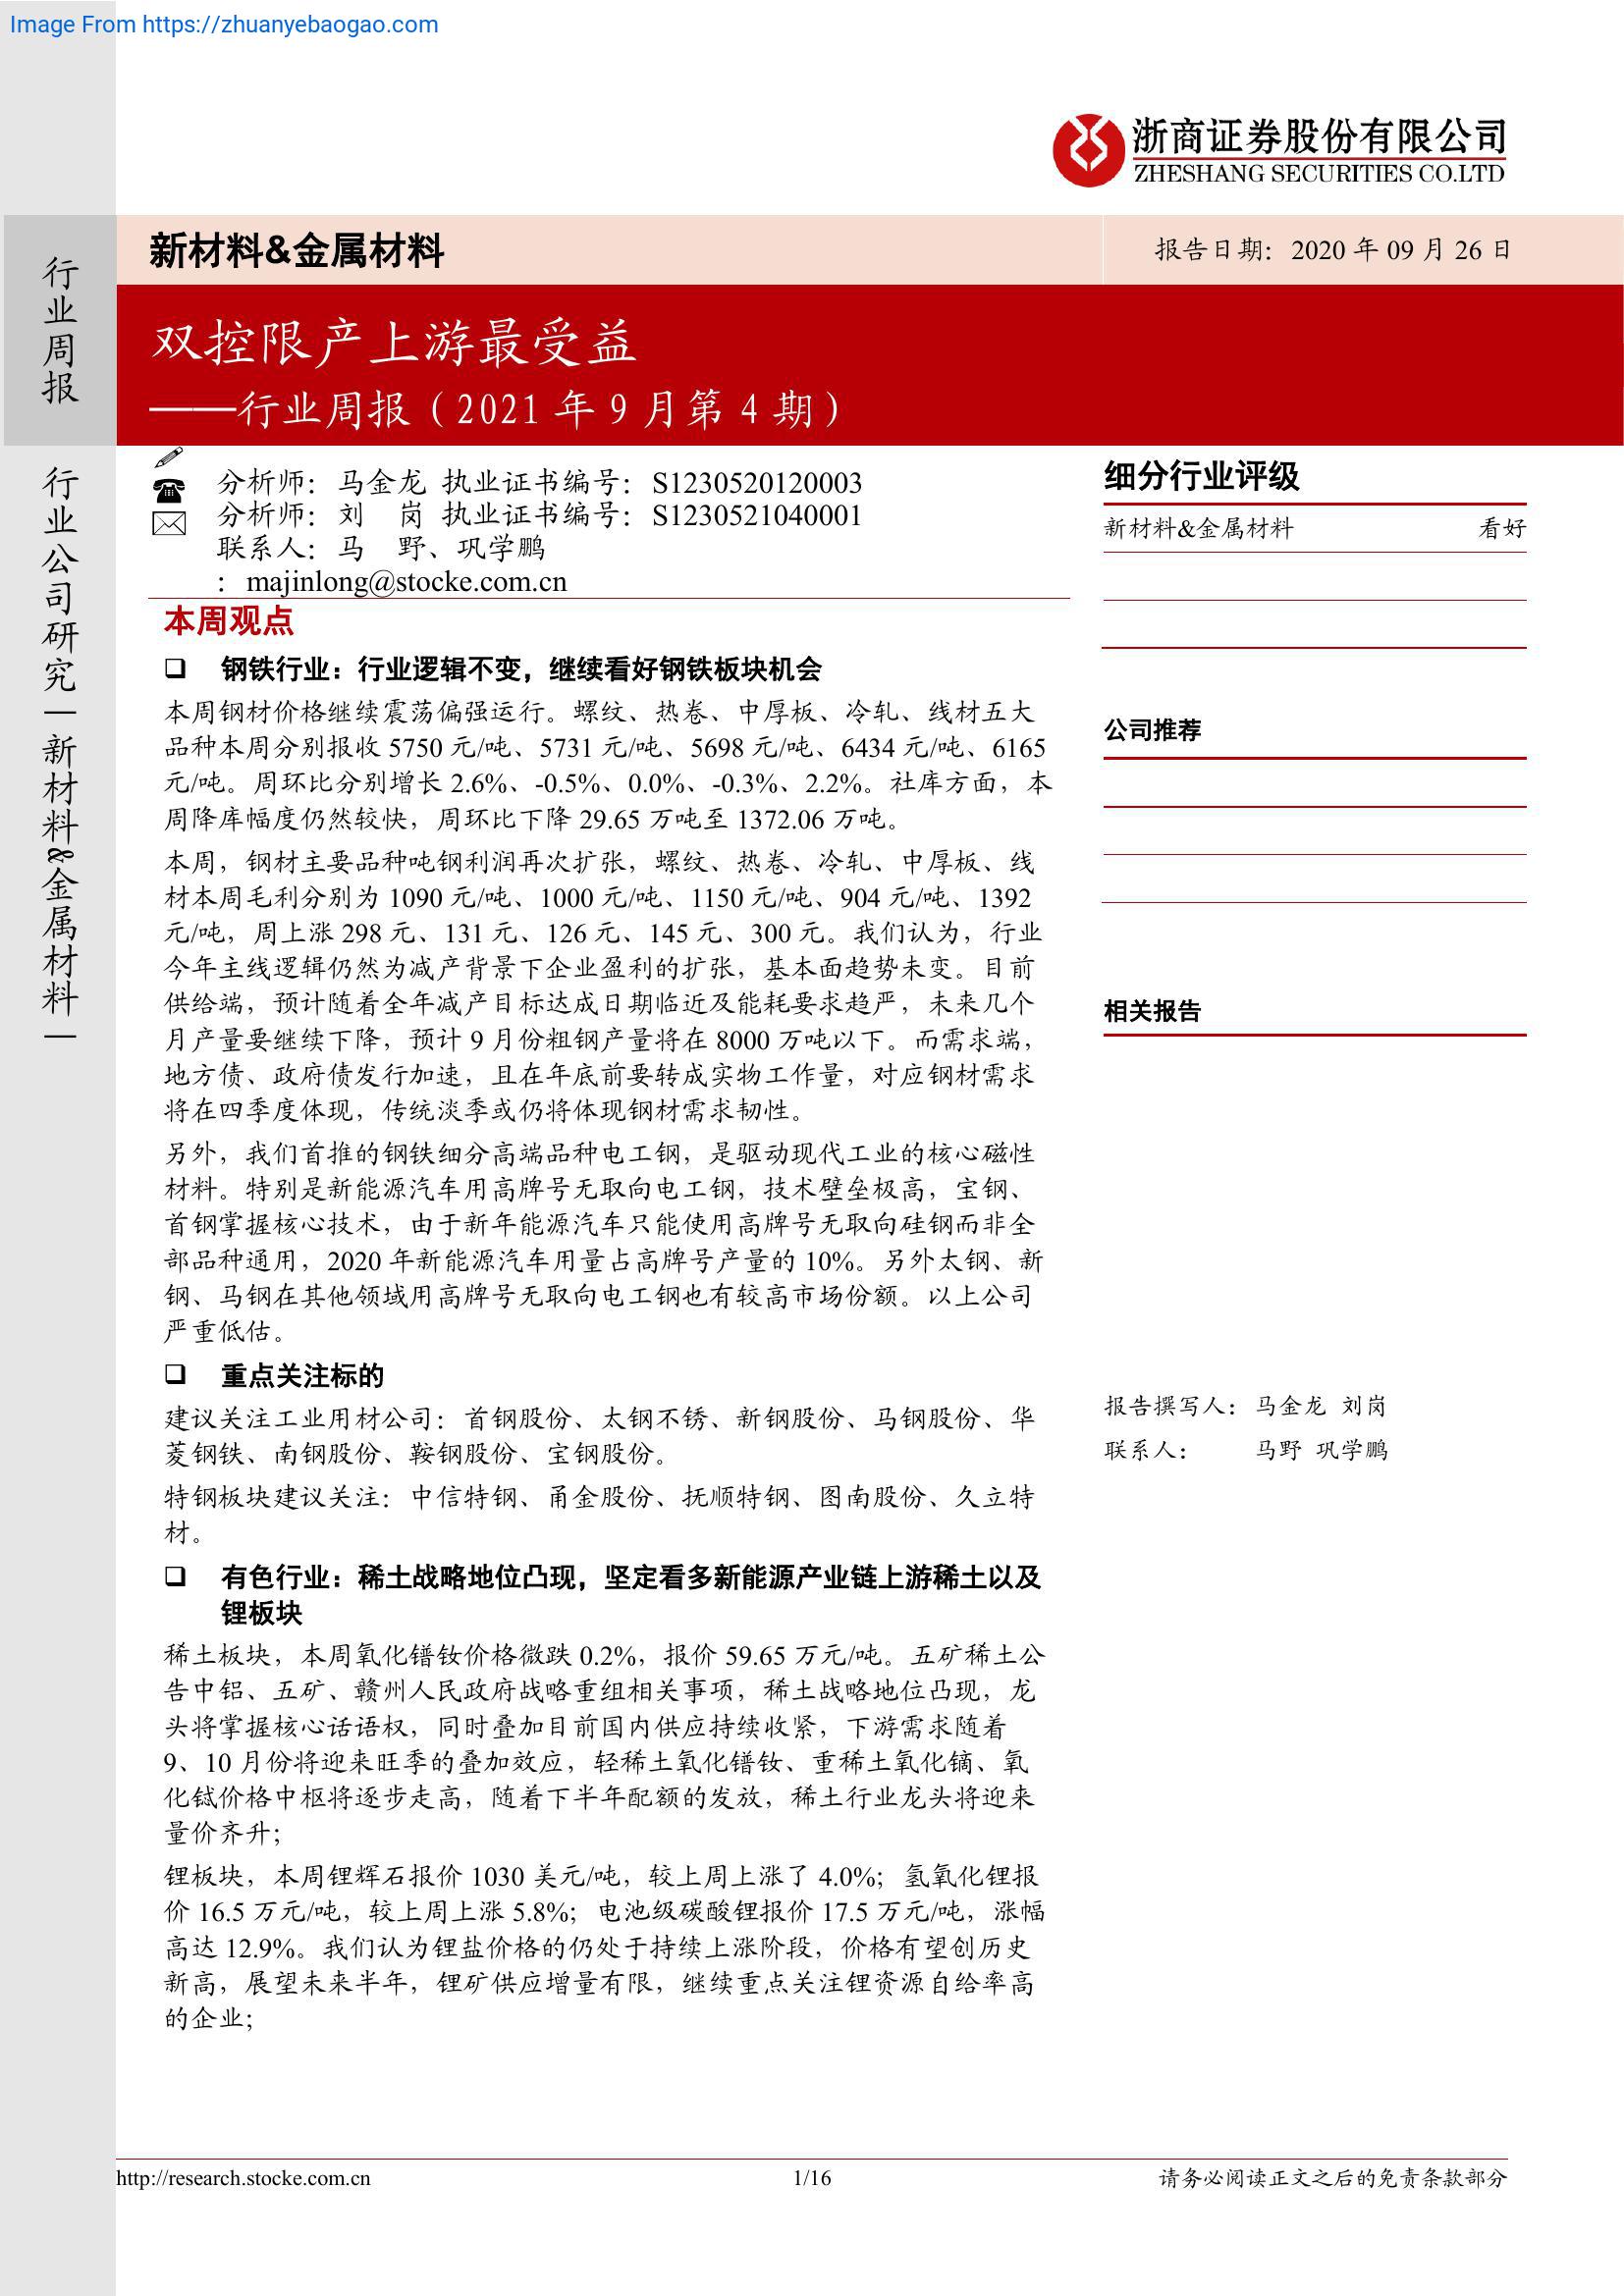 Image From https://zhuanyebaogao.com
浙商证券股份有限公司
ZHESHANG SECURITIES CO.LTD
新材料&金属材料
报告日期：2020 年 09 月 26 日
行业周报
双控限产上游最受益
——行业周报（2021 年 9 月第 4 期）
行业公司研究—新材料&金属材料—
分析师：马金龙 执业证书编号：S1230520120003
分析师：刘 岗 执业证书编号：S1230521040001
联系人：马 野、巩学鹏
：majinlong@stocke.com.cn
本周观点
❑ 钢铁行业：行业逻辑不变，继续看好钢铁板块机会
本周钢材价格继续震荡偏强运行。螺纹、热卷、中厚板、冷轧、线材五大
品种本周分别报收 5750 元/吨、5731 元/吨、5698 元/吨、6434 元/吨、6165
元/吨。周环比分别增长 2.6%、-0.5%、0.0%、-0.3%、2.2%。社库方面，本
周降库幅度仍然较快，周环比下降 29.65 万吨至 1372.06 万吨。
本周，钢材主要品种吨钢利润再次扩张，螺纹、热卷、冷轧、中厚板、线
材本周毛利分别为 1090 元/吨、1000 元/吨、1150 元/吨、904 元/吨、1392
元/吨，周上涨 298 元、131 元、126 元、145 元、300 元。我们认为，行业
今年主线逻辑仍然为减产背景下企业盈利的扩张，基本面趋势未变。目前
供给端，预计随着全年减产目标达成日期临近及能耗要求趋严，未来几个
月产量要继续下降，预计 9 月份粗钢产量将在 8000 万吨以下。而需求端，
地方债、政府债发行加速，且在年底前要转成实物工作量，对应钢材需求
将在四季度体现，传统淡季或仍将体现钢材需求韧性。
另外，我们首推的钢铁细分高端品种电工钢，是驱动现代工业的核心磁性
材料。特别是新能源汽车用高牌号无取向电工钢，技术壁垒极高，宝钢、
首钢掌握核心技术，由于新年能源汽车只能使用高牌号无取向硅钢而非全
部品种通用，2020 年新能源汽车用量占高牌号产量的 10%。另外太钢、新
钢、马钢在其他领域用高牌号无取向电工钢也有较高市场份额。以上公司
严重低估。
❑ 重点关注标的
建议关注工业用材公司：首钢股份、太钢不锈、新钢股份、马钢股份、华
菱钢铁、南钢股份、鞍钢股份、宝钢股份。
特钢板块建议关注：中信特钢、甬金股份、抚顺特钢、图南股份、久立特
材。
❑ 有色行业：稀土战略地位凸现，坚定看多新能源产业链上游稀土以及
锂板块
稀土板块，本周氧化镨钕价格微跌 0.2%，报价 59.65 万元/吨。五矿稀土公
告中铝、五矿、赣州人民政府战略重组相关事项，稀土战略地位凸现，龙
头将掌握核心话语权，同时叠加目前国内供应持续收紧，下游需求随着
9、10 月份将迎来旺季的叠加效应，轻稀土氧化镨钕、重稀土氧化镝、氧
化铽价格中枢将逐步走高，随着下半年配额的发放，稀土行业龙头将迎来
量价齐升；
锂板块，本周锂辉石报价 1030 美元/吨，较上周上涨了 4.0%；氢氧化锂报
价 16.5 万元/吨，较上周上涨 5.8%；电池级碳酸锂报价 17.5 万元/吨，涨幅
高达 12.9%。我们认为锂盐价格的仍处于持续上涨阶段，价格有望创历史
新高，展望未来半年，锂矿供应增量有限，继续重点关注锂资源自给率高
的企业；
细分行业评级
新材料&金属材料 看好
公司推荐
相关报告
报告撰写人：马金龙 刘岗
联系人： 马野 巩学鹏
http://research.stocke.com.cn
1/16
请务必阅读正文之后的免责条款部分